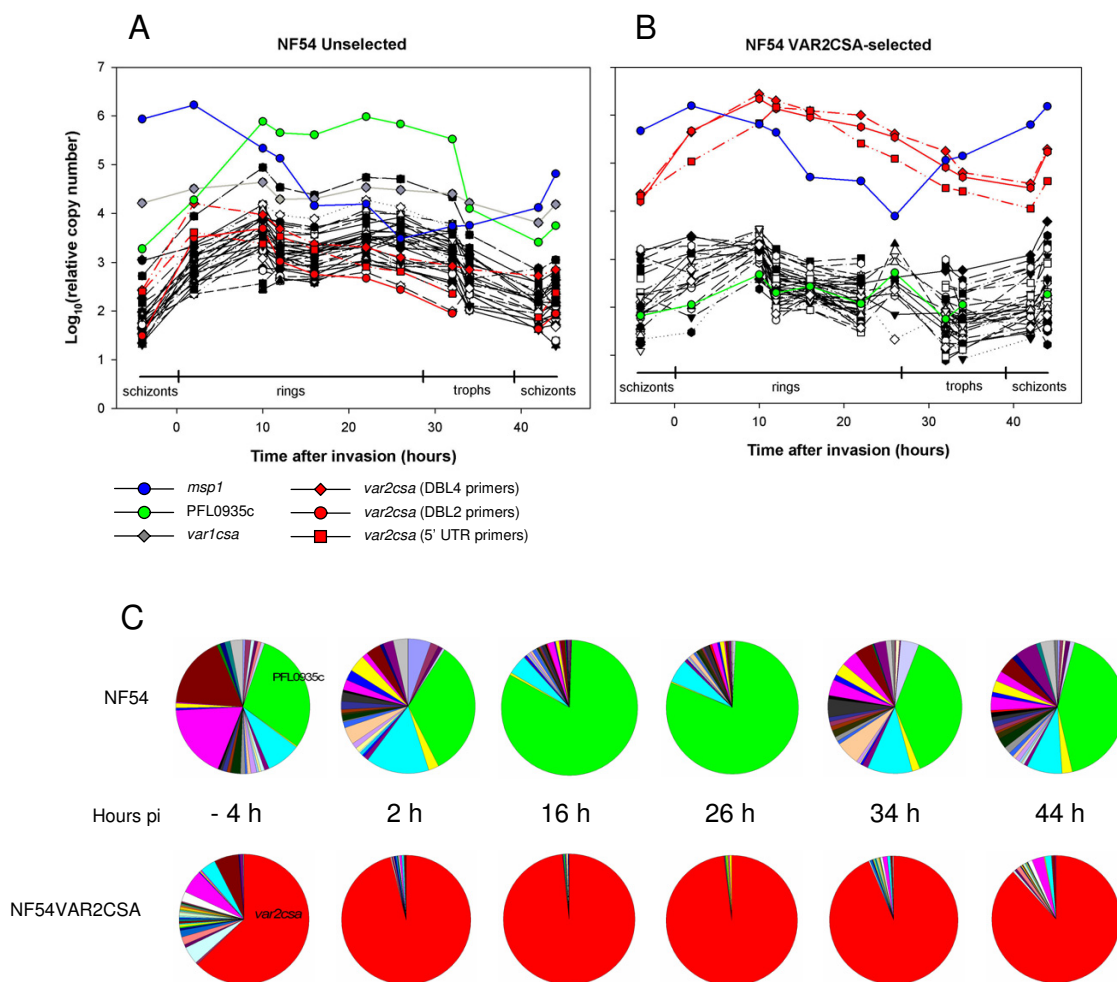 A
B
NF54 Unselected
NF54 VAR2CSA-selected
Log10(relative copy number)
7
6
5
4
3
2
1
0
schizonts
rings
trophs
schizonts
schizonts
rings
trophs
schizonts
0
10
20
30
40
0
10
20
30
40
Time after invasion (hours)
Time after invasion (hours)
msp1
PFL0935c
var1csa
var2csa (DBL4 primers)
var2csa (DBL2 primers)
var2csa (5' UTR primers)
C
NF54
PFL0935c
Hours pi
- 4 h
2 h
16 h
26 h
34 h
44 h
NF54VAR2CSA
var2csa